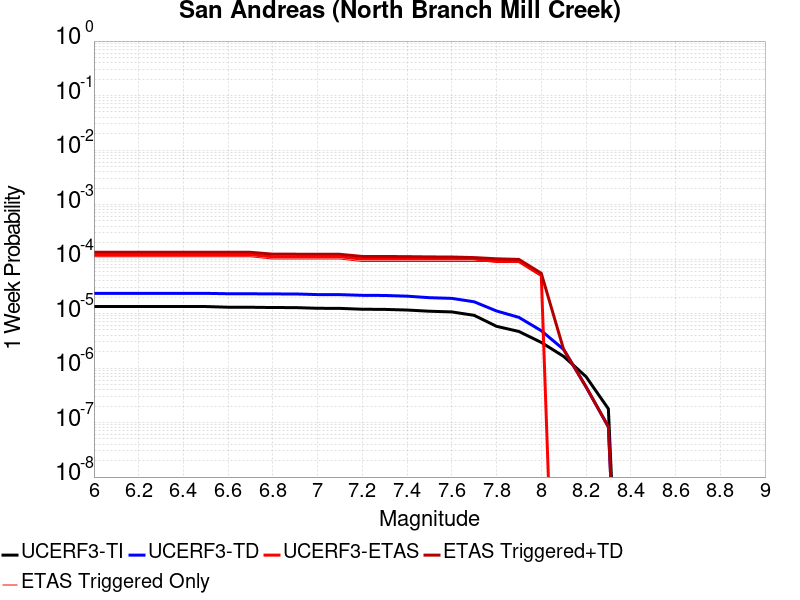 San Andreas (North Branch Mill Creek)
10^0
10^-1
10^-2
10^-3
10^-4
10^-5
10^-6
10^-7
10^-8
1 Week Probability
6 6.2 6.4 6.6 6.8 7 7.2 7.4 7.6 7.8 8 8.2 8.4 8.6 8.8 9
Magnitude
UCERF3-TI UCERF3-TD UCERF3-ETAS ETAS Triggered+TD
ETAS Triggered Only